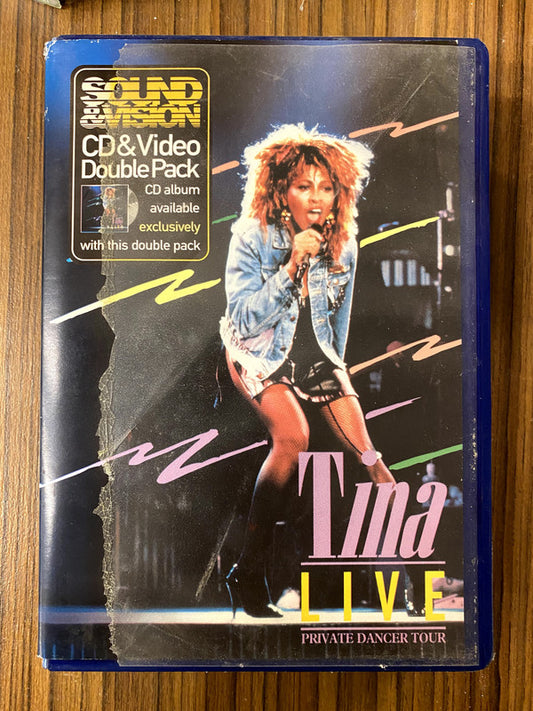 SOUND
&VISION
CD & Video
Double Pack
CD album
available
exclusively
with this double pack
Tina
LIVE
PRIVATE DANCER TOUR